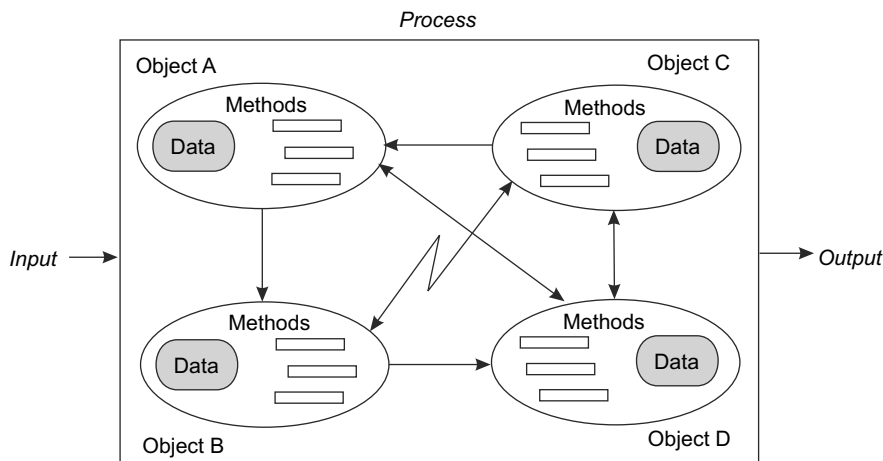 Process
Object A
Object C
Methods
Methods
Data
Data
Input
Output
Methods
Methods
Data
Data
Object B
Object D